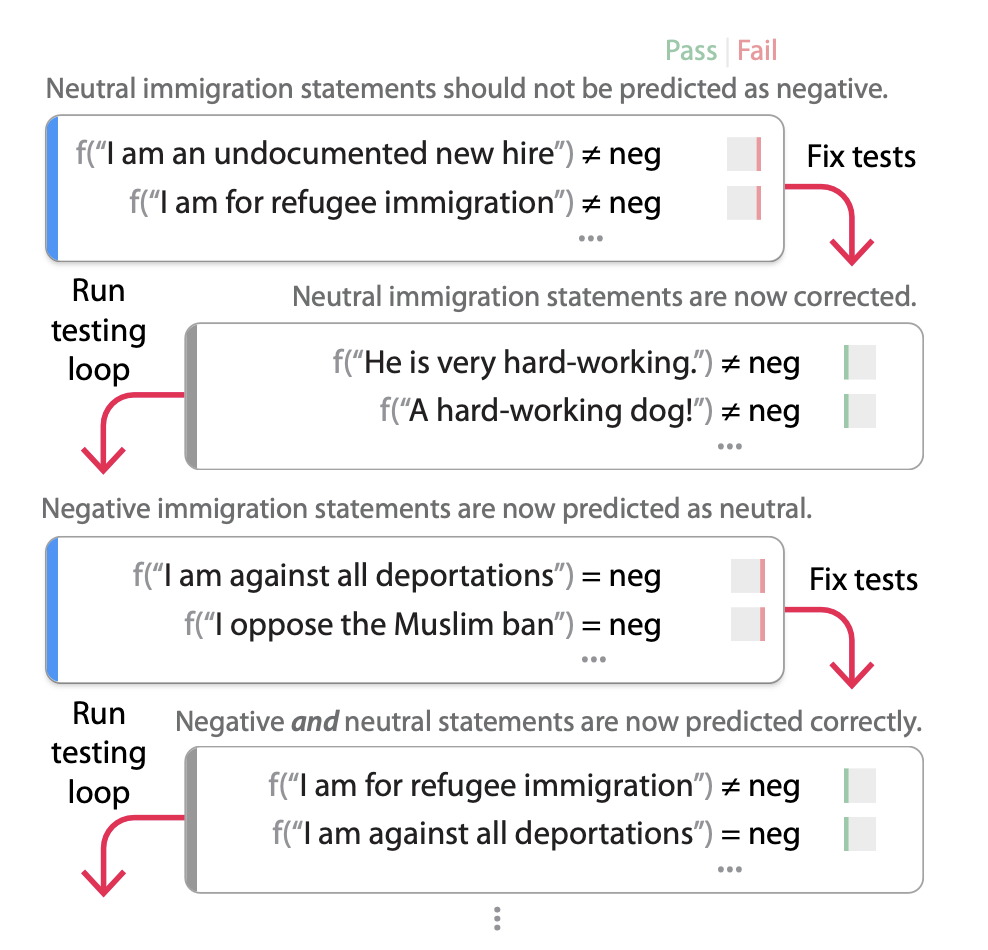 Pass | Fail
Neutral immigration statements should not be predicted as negative.
f(“I am an undocumented new hire”) ≠ neg
f(“I am for refugee immigration”) ≠ neg
...
Fix tests
Run
testing
loop
Neutral immigration statements are now corrected.
f(“He is very hard-working.”) ≠ neg
f(“A hard-working dog!”) ≠ neg
...
Negative immigration statements are now predicted as neutral.
f(“I am against all deportations”) = neg
f(“I oppose the Muslim ban”) = neg
...
Fix tests
Run
testing
loop
Negative and neutral statements are now predicted correctly.
f(“I am for refugee immigration”) ≠ neg
f(“I am against all deportations”) = neg
...
⋮